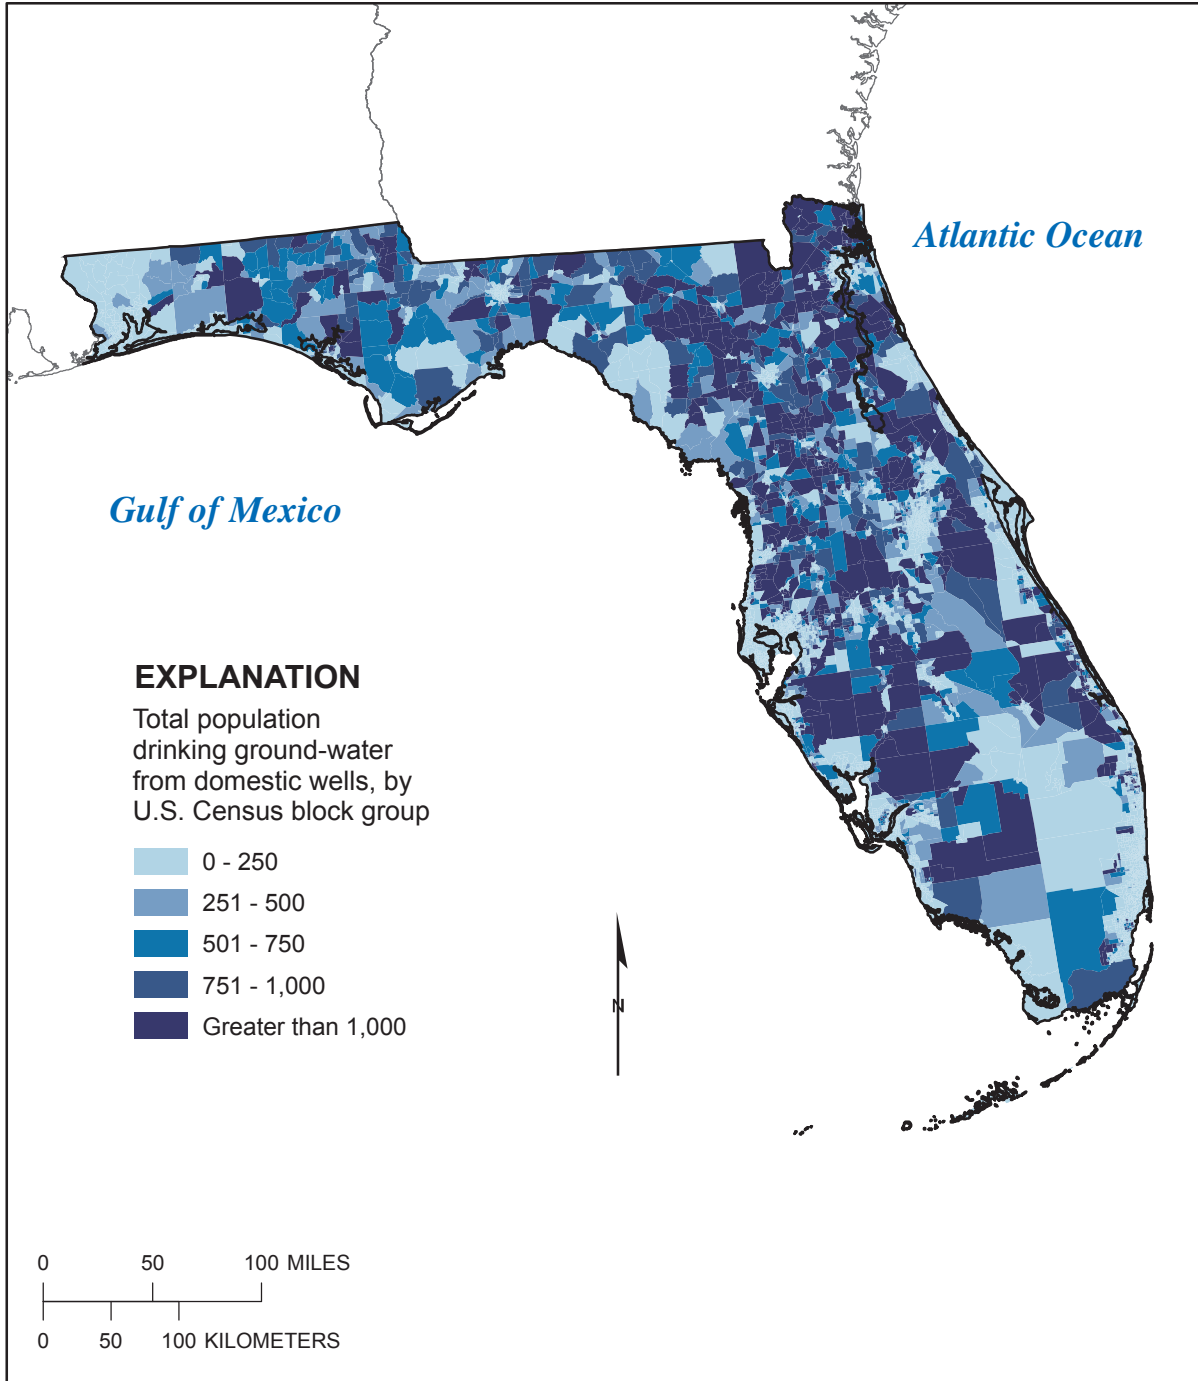 Atlantic Ocean
Gulf of Mexico
EXPLANATION
Total population
drinking ground-water
from domestic wells, by
U.S. Census block group
0 - 250
251 - 500
501 - 750
751 - 1,000
Greater than 1,000
N
0 50 100 MILES
0 50 100 KILOMETERS